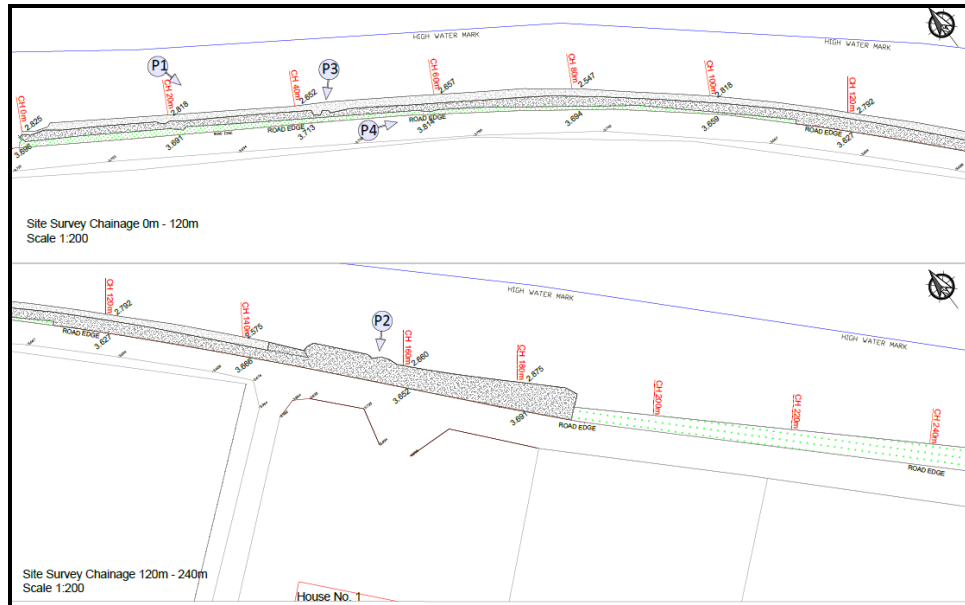 HIGH WATER MARK
HIGH WATER MARK
P1
P3
P4
CH 0m
2.825
3.696
CH 20m
2.818
3.691
CH 40m
2.652
3.713
CH 60m
2.657
3.814
CH 80m
2.547
3.694
CH 100m
2.818
3.659
CH 120m
2.792
3.627
ROAD EDGE
ROAD EDGE
ROAD EDGE
Site Survey Chainage 0m - 120m
Scale 1:200
HIGH WATER MARK
HIGH WATER MARK
P2
CH 120m
2.792
3.627
CH 140m
2.575
3.666
CH 160m
2.660
3.652
CH 180m
2.875
3.691
CH 200m
CH 220m
CH 240m
ROAD EDGE
ROAD EDGE
ROAD EDGE
Site Survey Chainage 120m - 240m
Scale 1:200
House No. 1